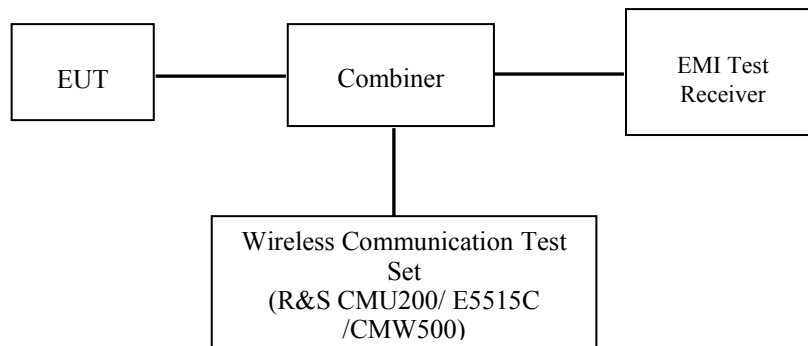 EUT
Combiner
EMI Test
Receiver
Wireless Communication Test
Set
(R&S CMU200/ E5515C
/CMW500)